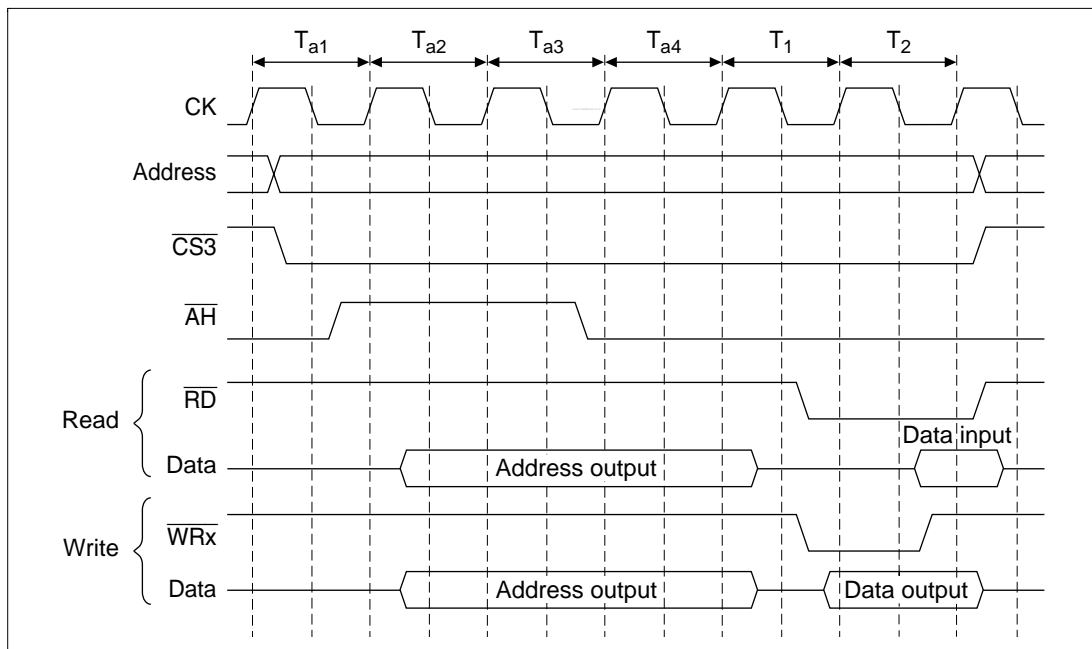 Ta1 Ta2 Ta3 Ta4 T1 T2
CK
Address
CS3
AH
Read
RD
Data input
Data Address output
Write
WRx
Data Address output Data output